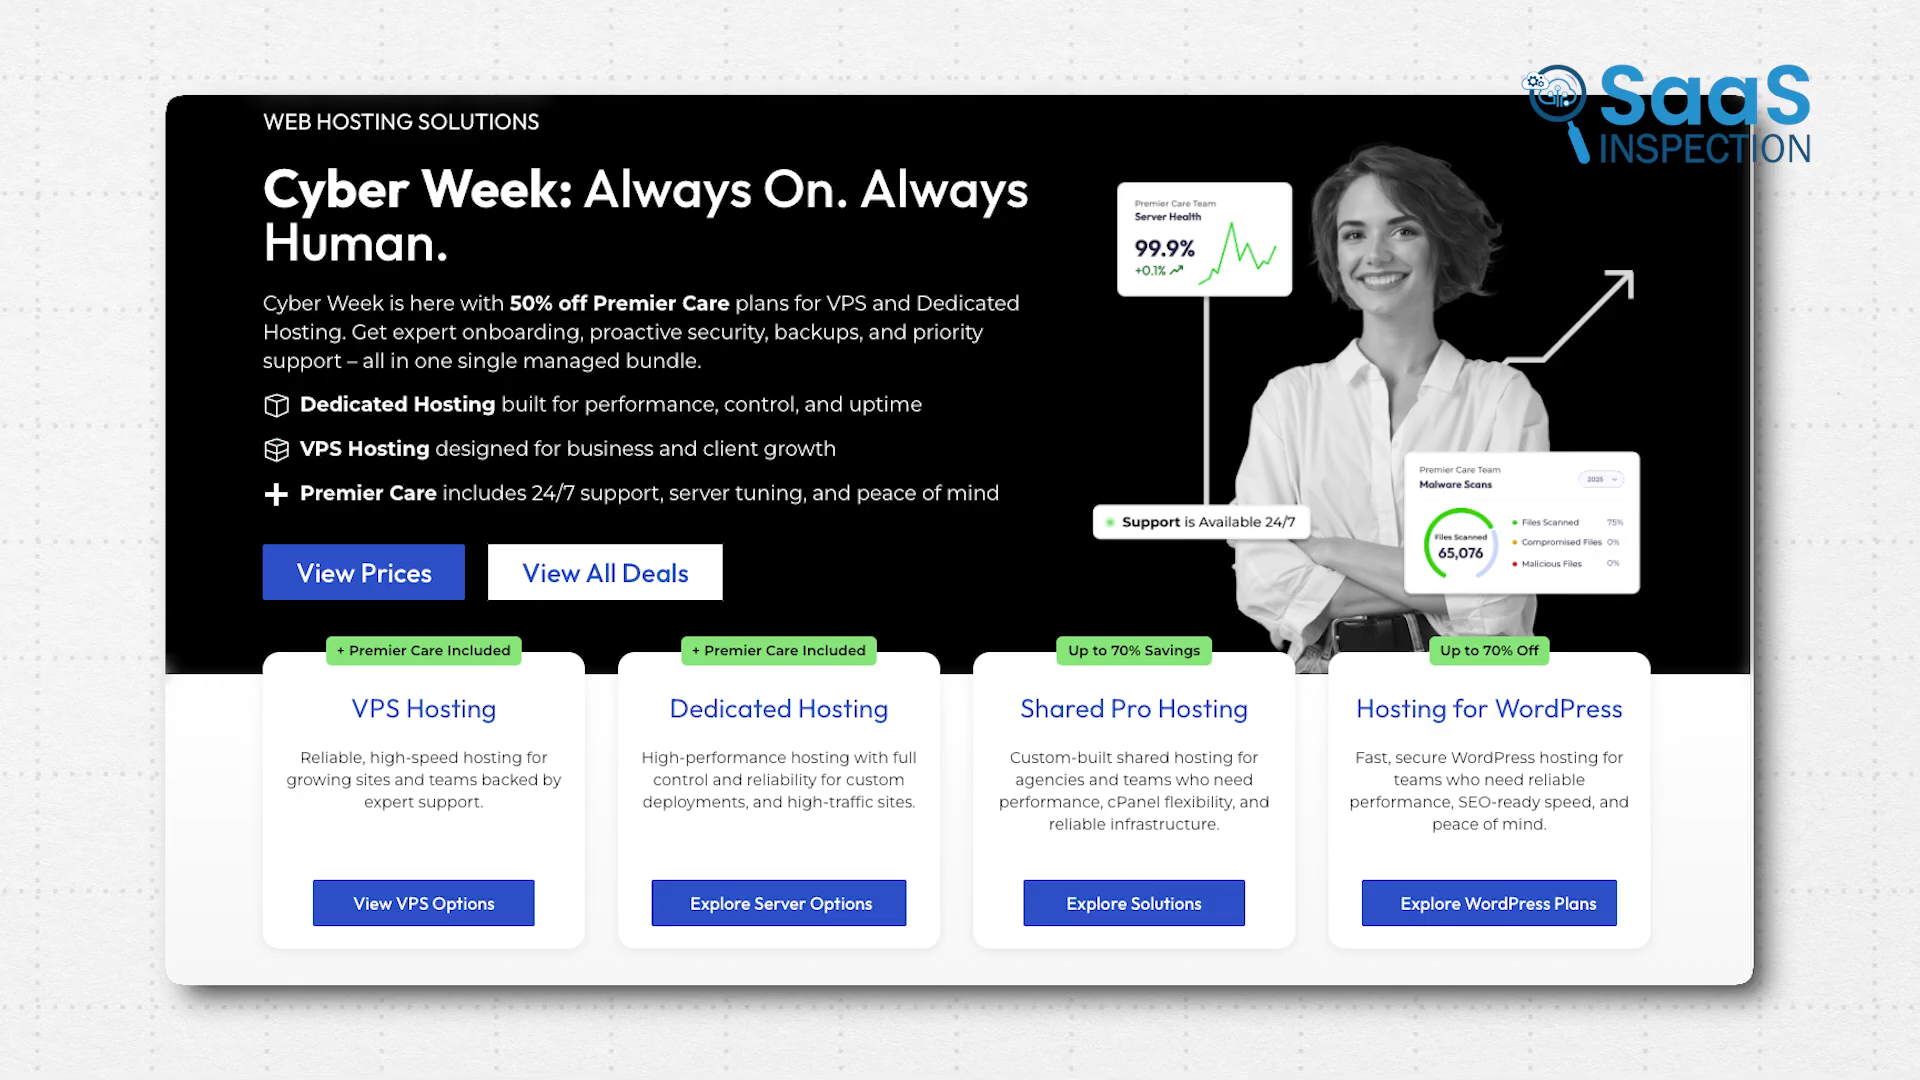 SaaS
INSPECTION
WEB HOSTING SOLUTIONS
Cyber Week: Always On. Always
Human.
Cyber Week is here with 50% off Premier Care plans for VPS and Dedicated
Hosting. Get expert onboarding, proactive security, backups, and priority
support – all in one single managed bundle.
Dedicated Hosting built for performance, control, and uptime
VPS Hosting designed for business and client growth
Premier Care includes 24/7 support, server tuning, and peace of mind
View Prices
View All Deals
Premier Care Team
Server Health
99.9%
+0.1%
Support is Available 24/7
Premier Care Team
Malware Scans
2025
Files Scanned
65,076
Files Scanned 75%
Compromised Files 0%
Malicious Files 0%
+ Premier Care Included
VPS Hosting
Reliable, high-speed hosting for
growing sites and teams backed by
expert support.
View VPS Options
+ Premier Care Included
Dedicated Hosting
High-performance hosting with full
control and reliability for custom
deployments, and high-traffic sites.
Explore Server Options
Up to 70% Savings
Shared Pro Hosting
Custom-built shared hosting for
agencies and teams who need
performance, cPanel flexibility, and
reliable infrastructure.
Explore Solutions
Up to 70% Off
Hosting for WordPress
Fast, secure WordPress hosting for
teams who need reliable
performance, SEO-ready speed, and
peace of mind.
Explore WordPress Plans